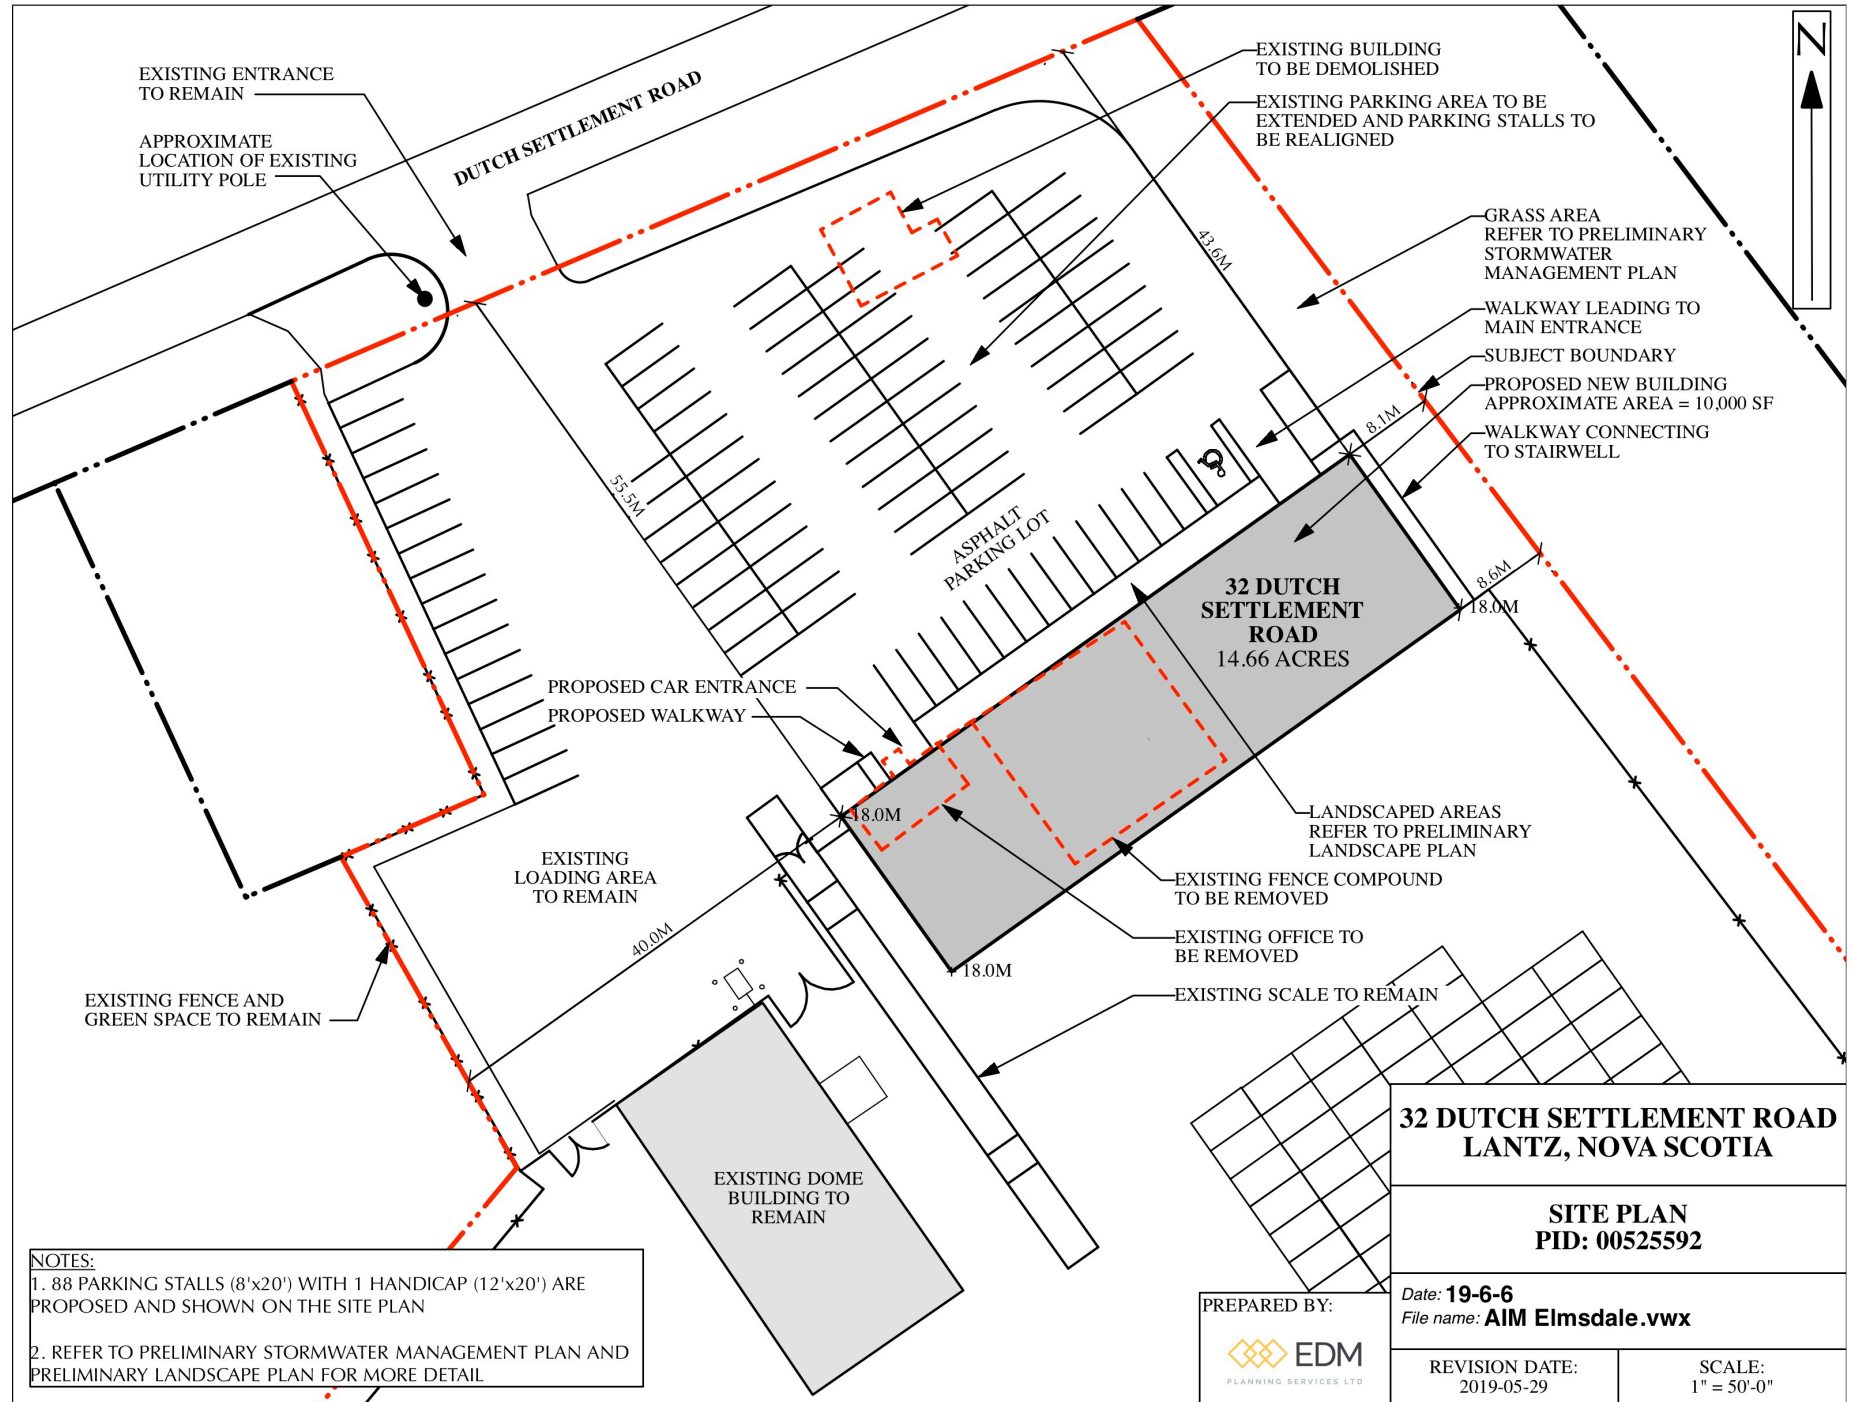 EXISTING ENTRANCE
TO REMAIN
APPROXIMATE
LOCATION OF EXISTING
UTILITY POLE
DUTCH SETTLEMENT ROAD
EXISTING BUILDING
TO BE DEMOLISHED
EXISTING PARKING AREA TO BE
EXTENDED AND PARKING STALLS TO
BE REALIGNED
N
GRASS AREA
REFER TO PRELIMINARY
STORMWATER
MANAGEMENT PLAN
WALKWAY LEADING TO
MAIN ENTRANCE
SUBJECT BOUNDARY
PROPOSED NEW BUILDING
APPROXIMATE AREA = 10,000 SF
WALKWAY CONNECTING
TO STAIRWELL
43.6M
8.1M
8.6M
18.0M
55.5M
ASPHALT
PARKING LOT
32 DUTCH
SETTLEMENT
ROAD
14.66 ACRES
PROPOSED CAR ENTRANCE
PROPOSED WALKWAY
18.0M
EXISTING
LOADING AREA
TO REMAIN
40.0M
18.0M
LANDSCAPED AREAS
REFER TO PRELIMINARY
LANDSCAPE PLAN
EXISTING FENCE COMPOUND
TO BE REMOVED
EXISTING OFFICE TO
BE REMOVED
EXISTING SCALE TO REMAIN
EXISTING FENCE AND
GREEN SPACE TO REMAIN
EXISTING DOME
BUILDING TO
REMAIN
NOTES:
1. 88 PARKING STALLS (8'x20') WITH 1 HANDICAP (12'x20') ARE
PROPOSED AND SHOWN ON THE SITE PLAN
2. REFER TO PRELIMINARY STORMWATER MANAGEMENT PLAN AND
PRELIMINARY LANDSCAPE PLAN FOR MORE DETAIL
PREPARED BY:
EDM
PLANNING SERVICES LTD
32 DUTCH SETTLEMENT ROAD
LANTZ, NOVA SCOTIA
SITE PLAN
PID: 00525592
Date: 19-6-6
File name: AIM Elmsdale.vwx
REVISION DATE:
2019-05-29
SCALE:
1" = 50'-0"